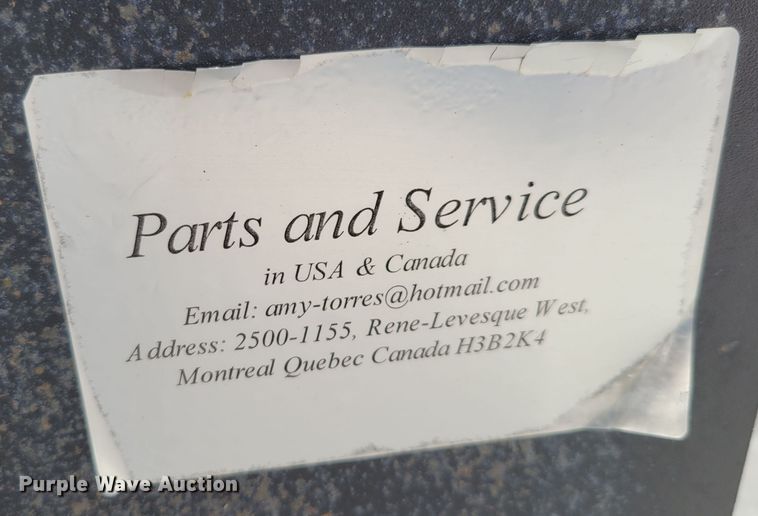 Parts and Service
in USA & Canada
Email: amy-torres@hotmail.com
Address: 2500-1155, Rene-Levesque West,
Montreal Quebec Canada H3B2K4
Purple Wave Auction